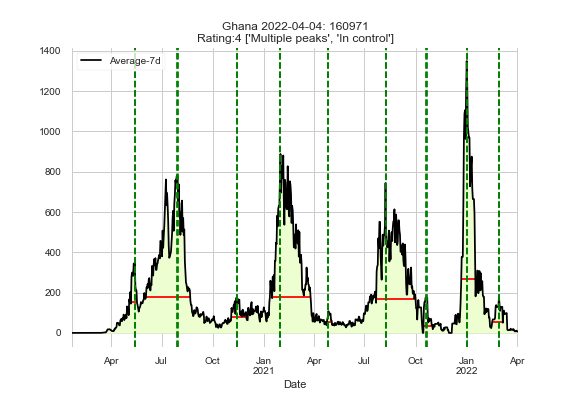 Ghana 2022-04-04: 160971
Rating:4 ['Multiple peaks', 'In control']
Average-7d
1400
1200
1000
800
600
400
200
0
Apr Jul Oct Jan Apr Jul Oct Jan Apr
2021 2022
Date